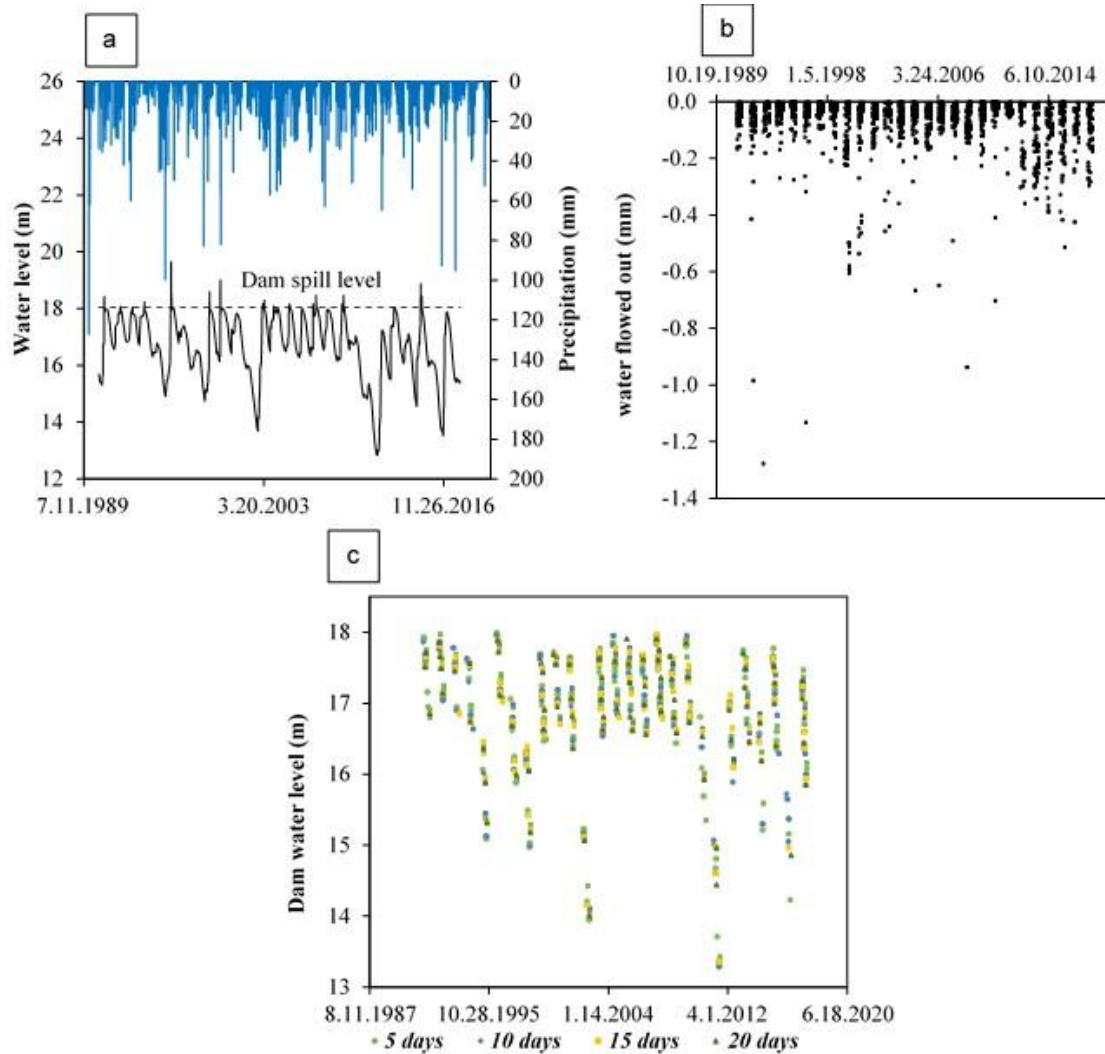 a
26
24
22
20
18
16
14
12
Water level (m)
Dam spill level
0
20
40
60
80
100
120
140
160
180
200
Precipitation (mm)
7.11.1989 3.20.2003 11.26.2016
b
10.19.1989 1.5.1998 3.24.2006 6.10.2014
0.0
-0.2
-0.4
-0.6
-0.8
-1.0
-1.2
-1.4
water flowed out (mm)
c
18
17
16
15
14
13
Dam water level (m)
8.11.1987 10.28.1995 1.14.2004 4.1.2012 6.18.2020
5 days 10 days 15 days 20 days